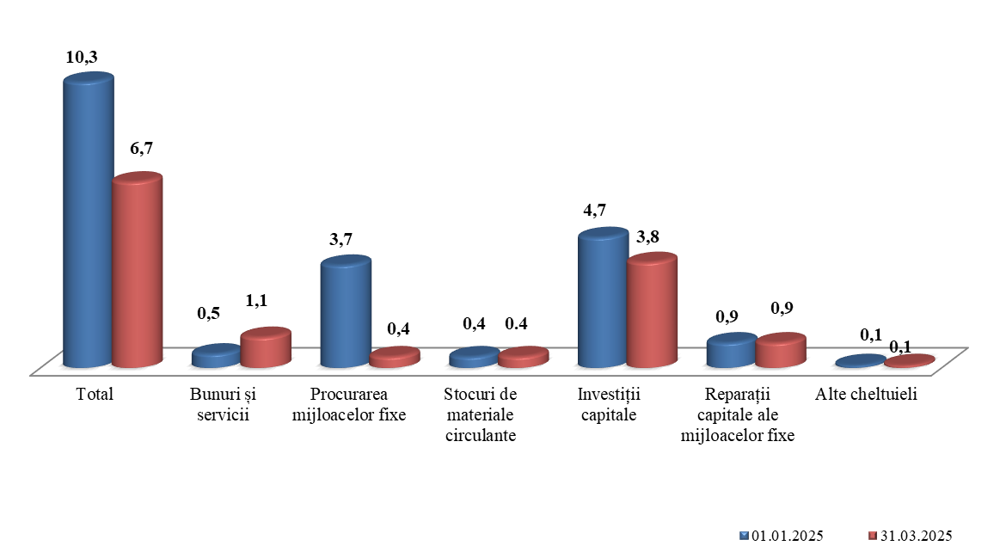 10,3
6,7
0,5
1,1
3,7
0,4
0,4
0.4
4,7
3,8
0,9
0,9
0,1
0,1
Total
Bunuri și
servicii
Procurarea
mijloacelor fixe
Stocuri de
materiale
circulante
Investiții
capitale
Reparații
capitale ale
mijloacelor fixe
Alte cheltuieli
01.01.2025
31.03.2025